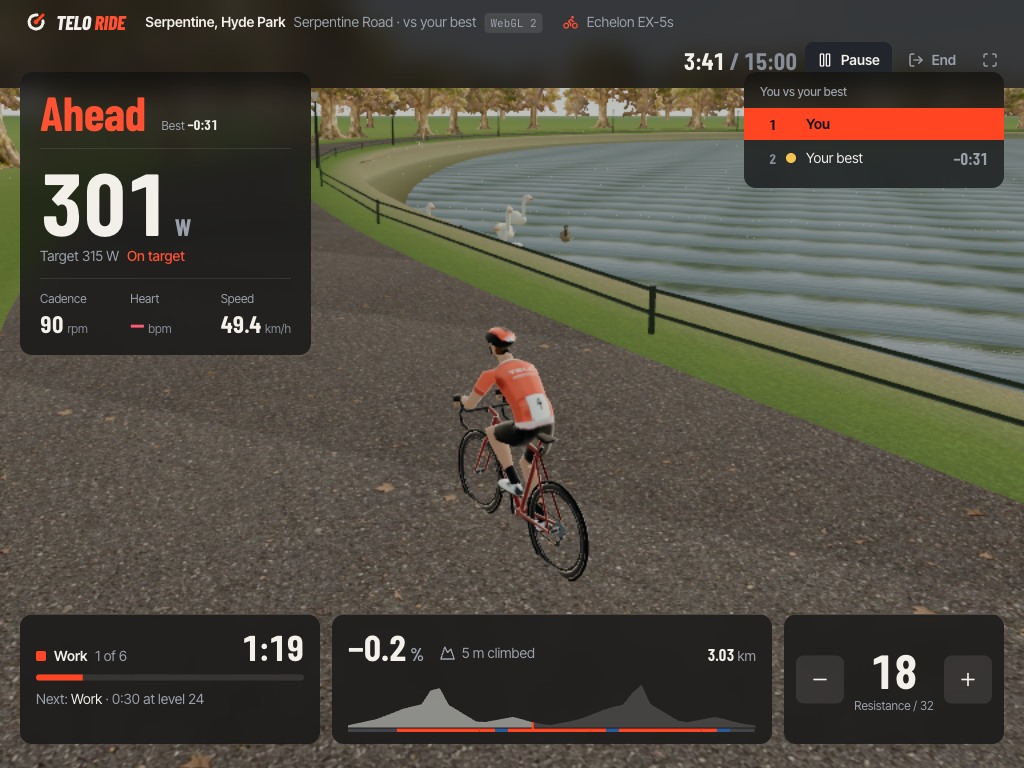 TELO RIDE Serpentine, Hyde Park Serpentine Road · vs your best WebGL 2 Echelon EX-5s
3:41 / 15:00 Pause End
Ahead Best −0:31
301 W
Target 315 W On target
Cadence Heart Speed
90 rpm – bpm 49.4 km/h
You vs your best
1 You
2 Your best −0:31
Work 1 of 6 1:19
Next: Work · 0:30 at level 24
−0.2 % 5 m climbed 3.03 km
− 18 +
Resistance / 32